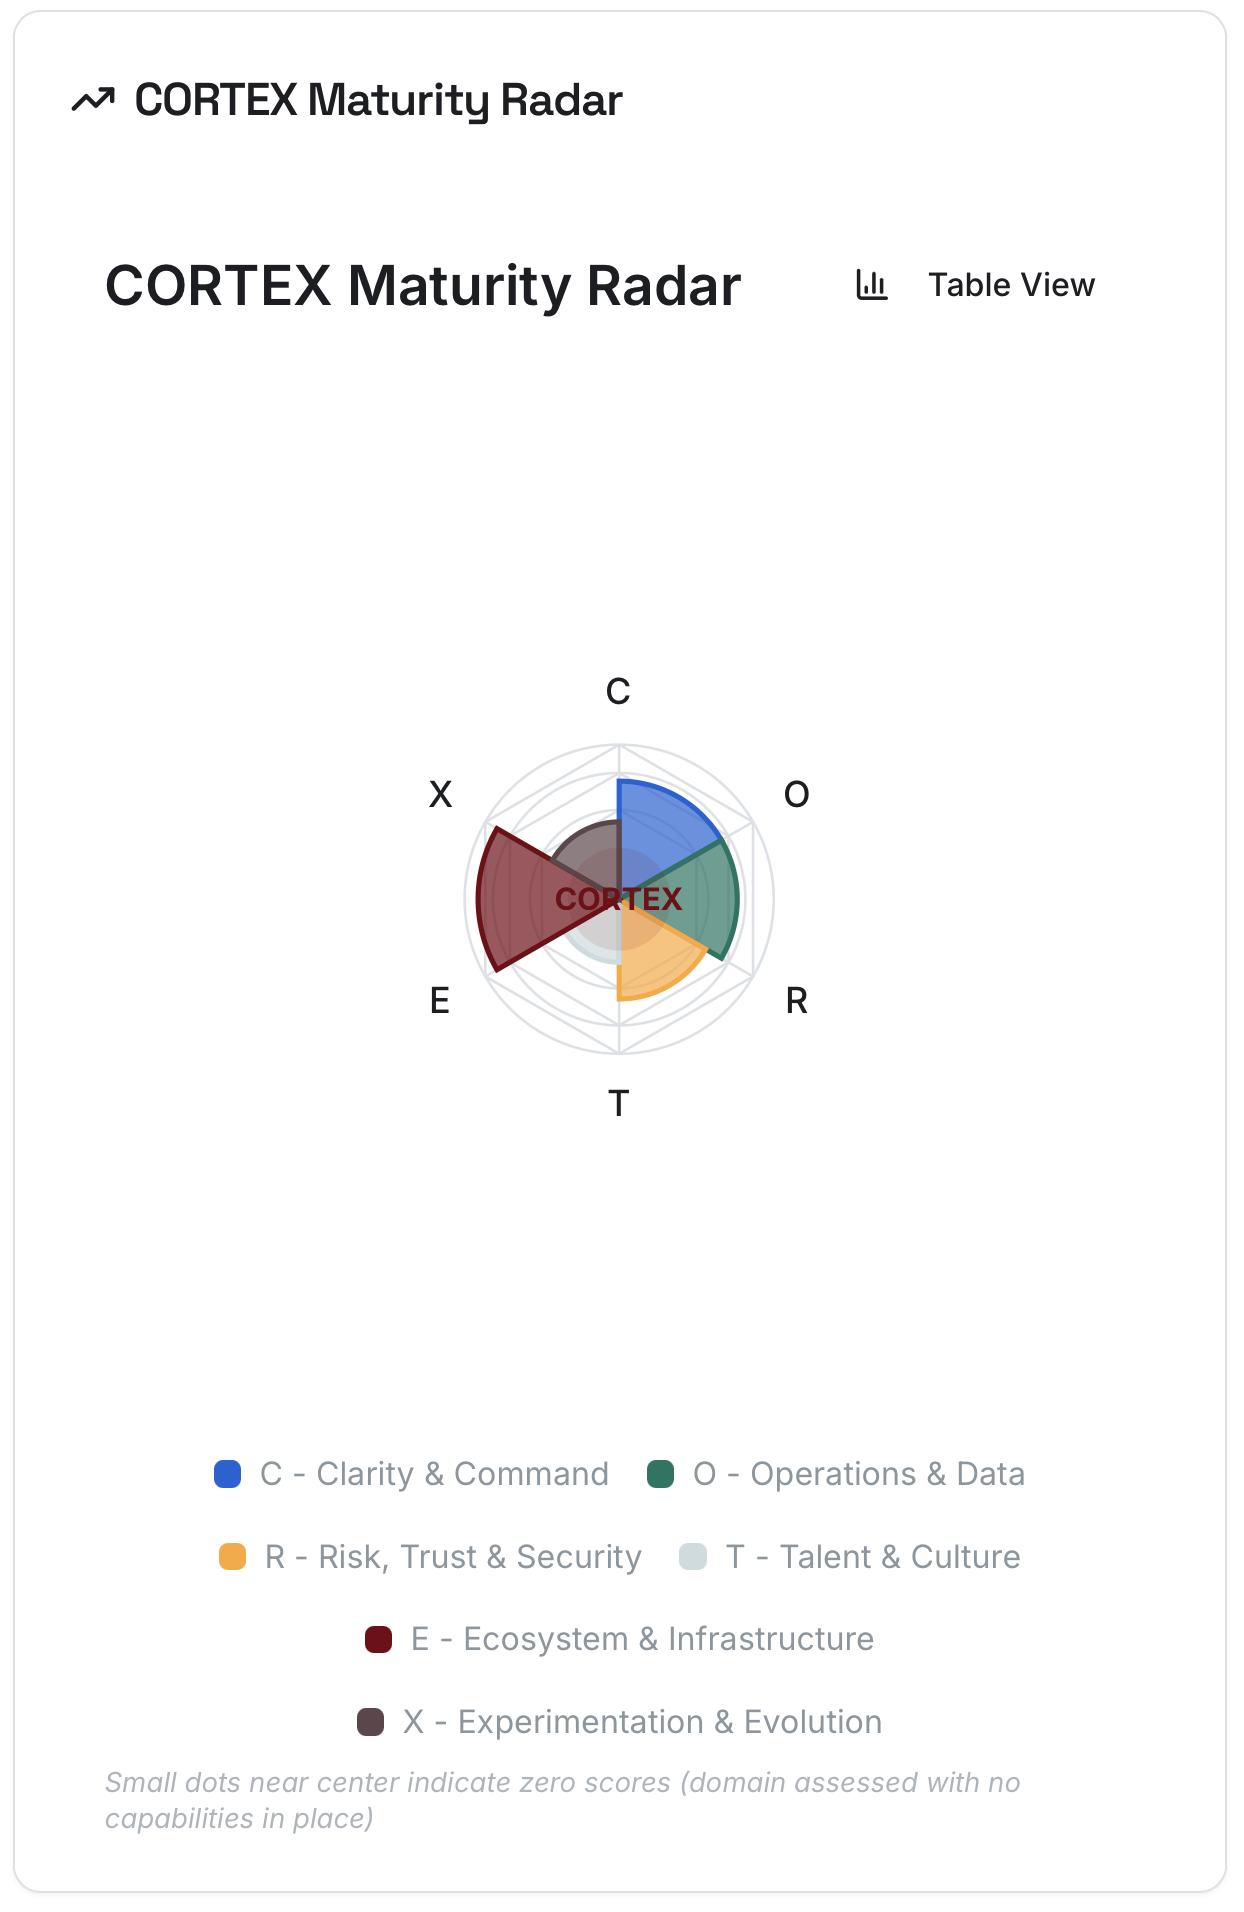 CORTEX Maturity Radar
CORTEX Maturity Radar
Table View
C
X
O
CORTEX
E
R
T
C - Clarity & Command
O - Operations & Data
R - Risk, Trust & Security
T - Talent & Culture
E - Ecosystem & Infrastructure
X - Experimentation & Evolution
Small dots near center indicate zero scores (domain assessed with no
capabilities in place)